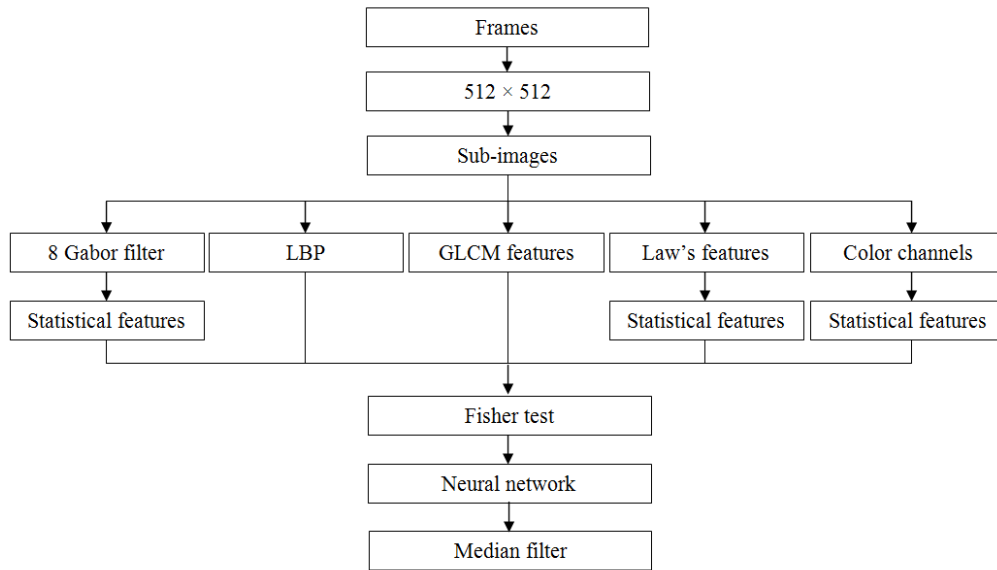 Frames
512 × 512
Sub-images
8 Gabor filter
LBP
GLCM features
Law's features
Color channels
Statistical features
Statistical features
Statistical features
Fisher test
Neural network
Median filter